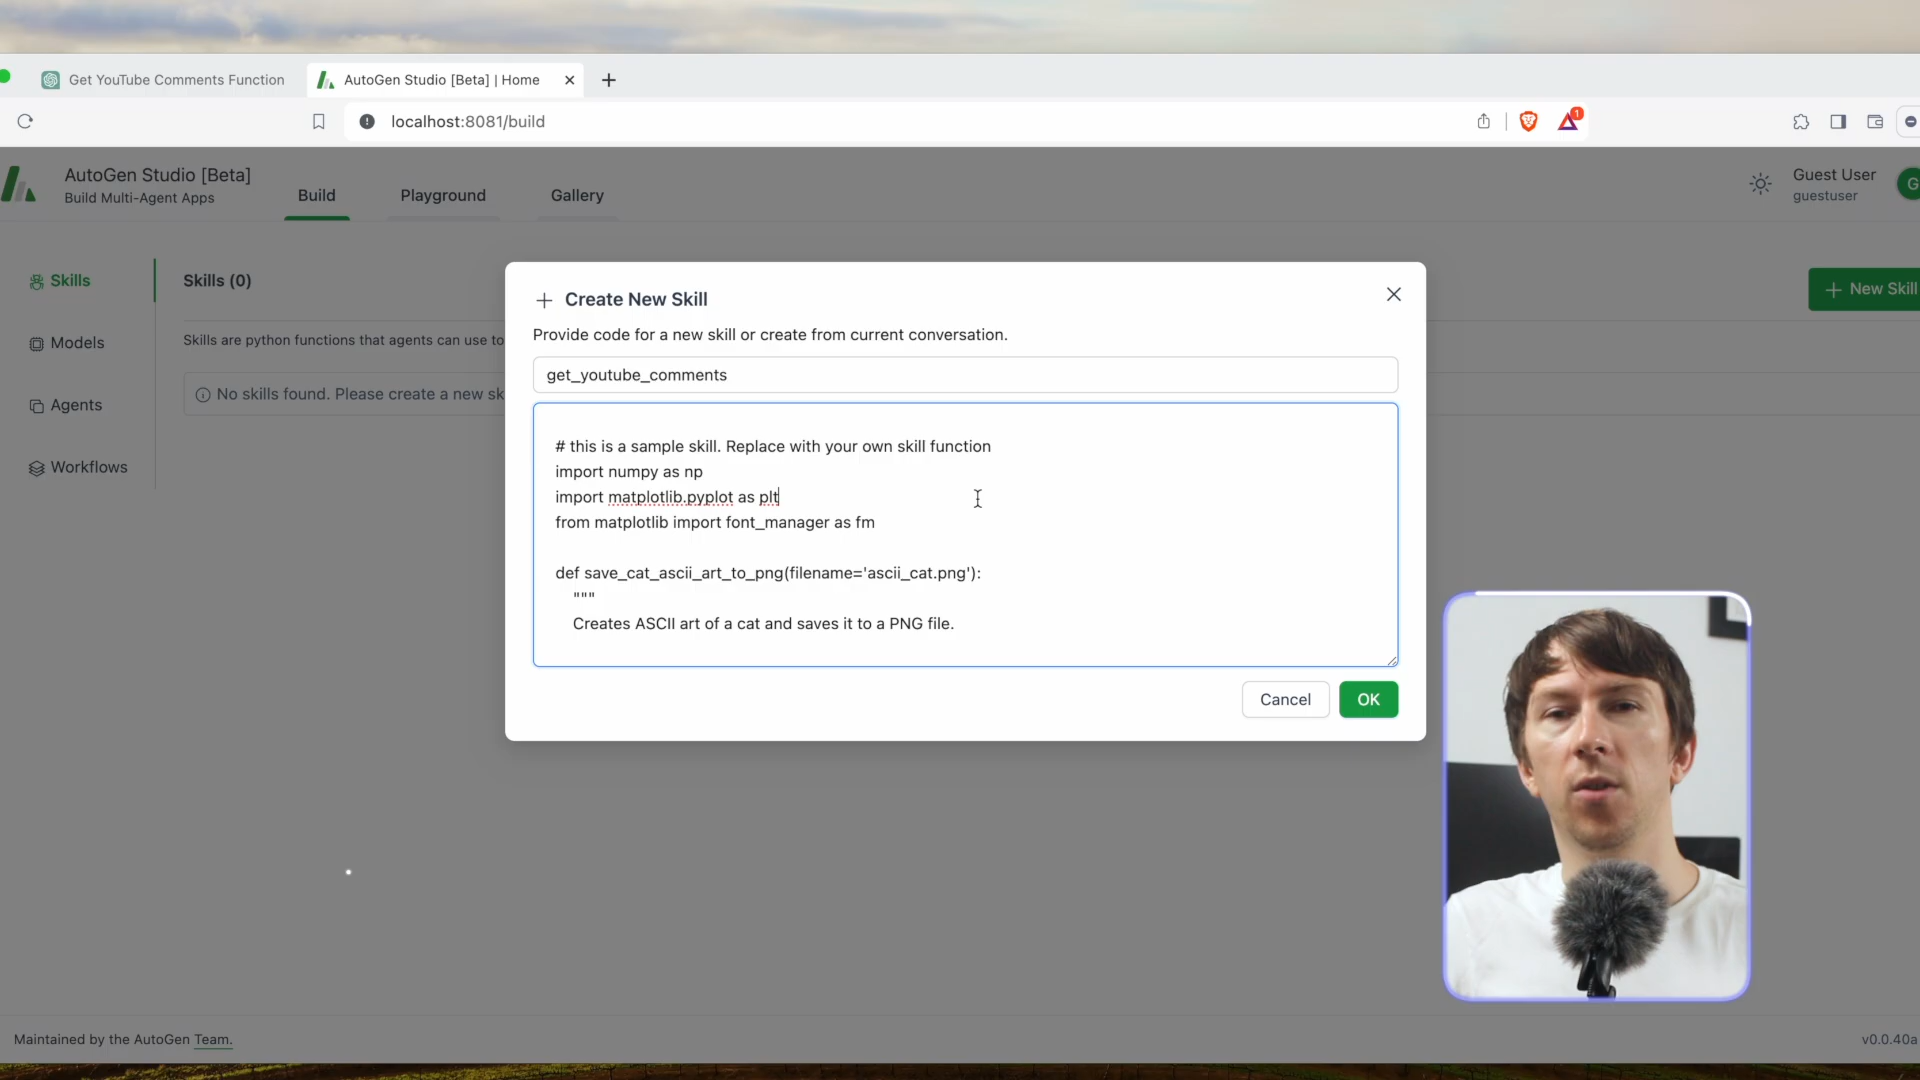 Get YouTube Comments Function
AutoGen Studio [Beta] | Home
localhost:8081/build
1
AutoGen Studio [Beta]
Build Multi-Agent Apps
Build
Playground
Gallery
Guest User
guestuser
G
Skills
Models
Agents
Workflows
Skills (0)
New Skill
Skills are python functions that agents can use to
No skills found. Please create a new sk
Create New Skill
Provide code for a new skill or create from current conversation.
get_youtube_comments
# this is a sample skill. Replace with your own skill function
import numpy as np
import matplotlib.pyplot as plt
from matplotlib import font_manager as fm
def save_cat_ascii_art_to_png(filename='ascii_cat.png'):
"""
Creates ASCII art of a cat and saves it to a PNG file.
Cancel
OK
Maintained by the AutoGen Team.
v0.0.40a